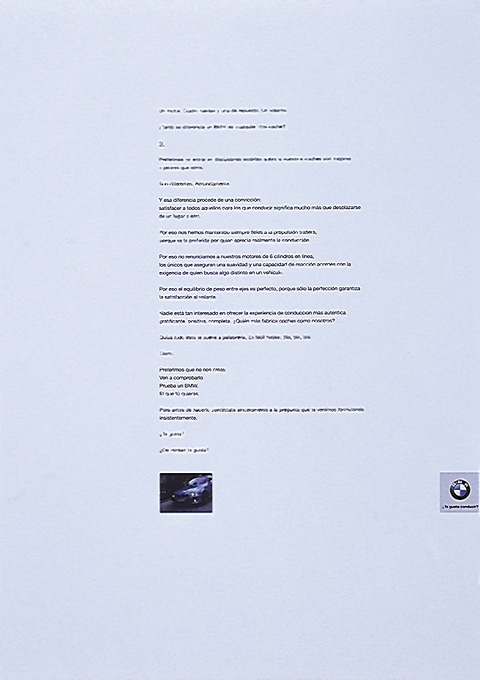 Un motor. Cuatro ruedas y una de repuesto. Un volante.
¿Tanto se diferencia un BMW de cualquier otro coche?
Sí.
Preferimos no entrar en discusiones estériles sobre si nuestros coches son mejores
o peores que otros.
Son diferentes. Rotundamente.
Y esa diferencia procede de una convicción:
satisfacer a todos aquellos para los que conducir significa mucho más que desplazarse
de un lugar a otro.
Por eso nos hemos mantenido siempre fieles a la propulsión trasera,
porque es la preferida por quien aprecia realmente la conducción.
Por eso no renunciamos a nuestros motores de 6 cilindros en línea,
los únicos que aseguran una suavidad y una capacidad de reacción acordes con la
exigencia de quien busca algo distinto en un vehículo.
Por eso el equilibrio de peso entre ejes es perfecto, porque sólo la perfección garantiza
la satisfacción al volante.
Nadie está tan interesado en ofrecer la experiencia de conducción más auténtica,
gratificante, positiva, completa. ¿Quién más fabrica coches como nosotros?
Quizá todo esto te suene a palabrería. Es fácil hablar. Bla, bla, bla.
Bien.
Preferimos que no nos creas.
Ven a comprobarlo.
Prueba un BMW.
El que tú quieras.
Pero antes de hacerlo, contéstate sinceramente a la pregunta que te venimos formulando
insistentemente.
¿Te gusta?
¿De verdad te gusta?
BMW
¿Te gusta conducir?